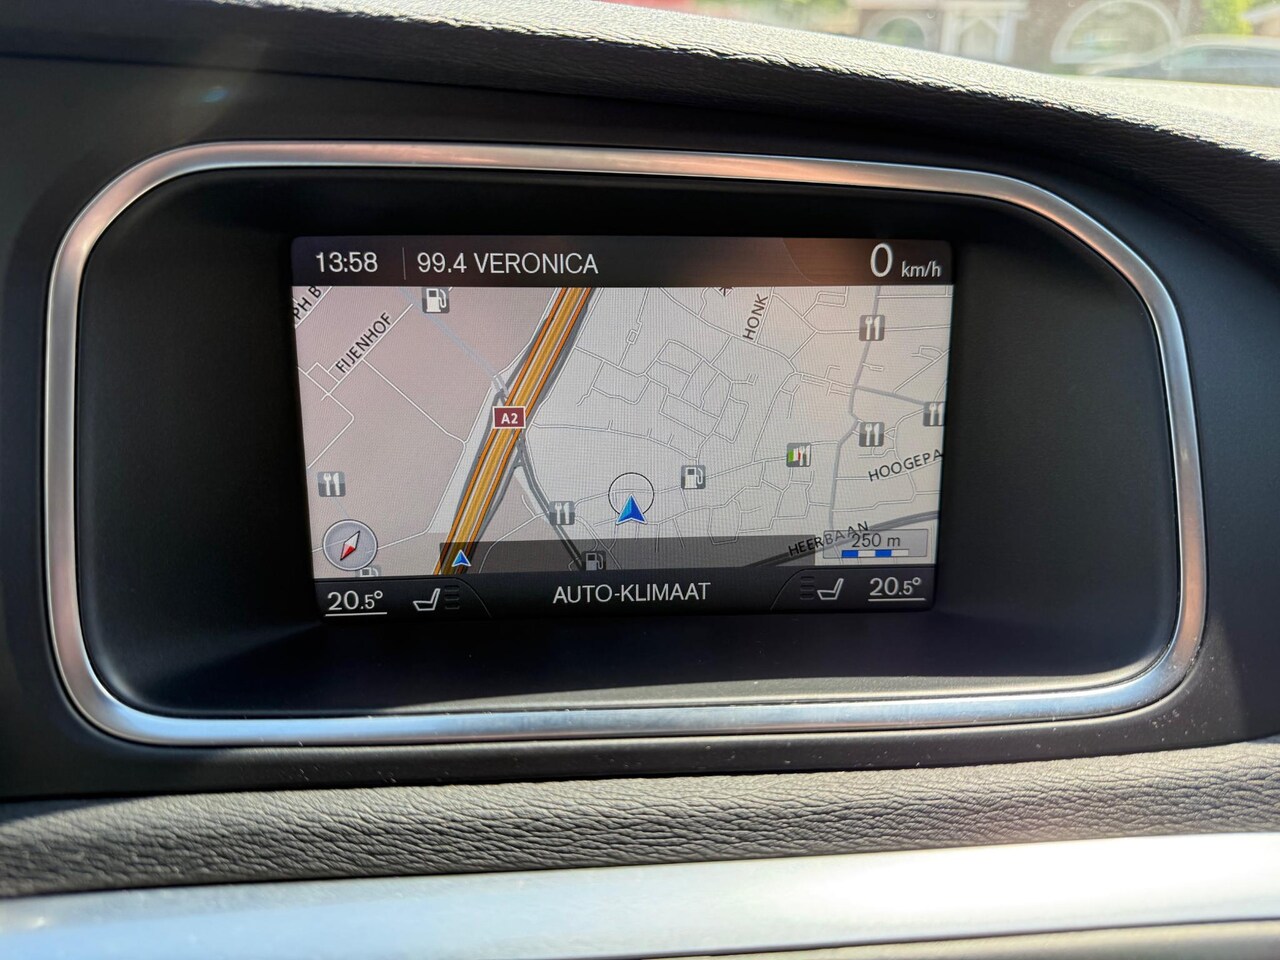 13:58 99.4 VERONICA 0 km/h
PH B
FIJENHOF
HONK
A2
HOOGEPA
HEERBAAN
250 m
20.5° AUTO-KLIMAAT 20.5°